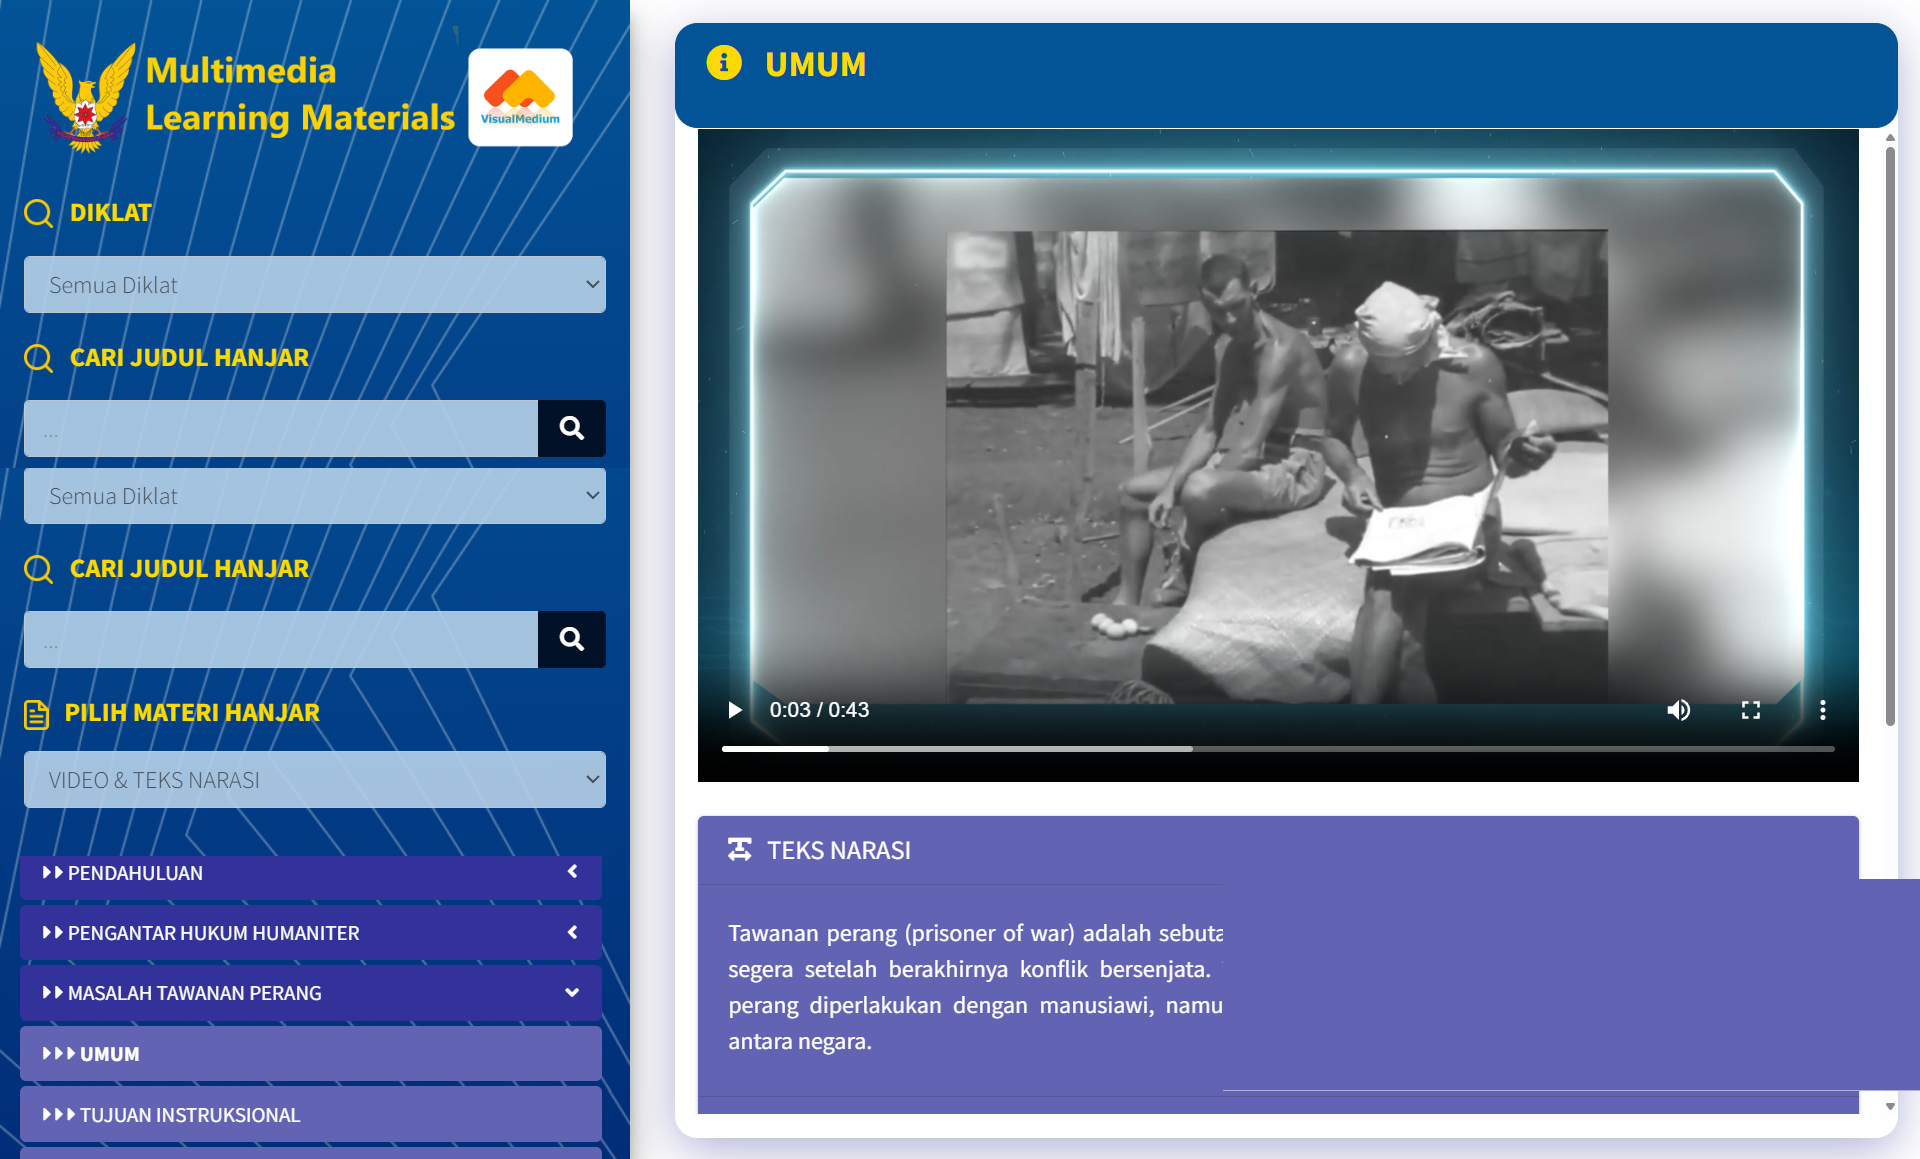 Multimedia
Learning Materials
VisualMedium
DIKLAT
Semua Diklat
CARI JUDUL HANJAR
...
Semua Diklat
CARI JUDUL HANJAR
...
PILIH MATERI HANJAR
VIDEO & TEKS NARASI
PENDAHULUAN
PENGANTAR HUKUM HUMANITER
MASALAH TAWANAN PERANG
UMUM
TUJUAN INSTRUKSIONAL
UMUM
0:03 / 0:43
TEKS NARASI
Tawanan perang (prisoner of war) adalah sebuta
segera setelah berakhirnya konflik bersenjata.
perang diperlakukan dengan manusiawi, namu
antara negara.